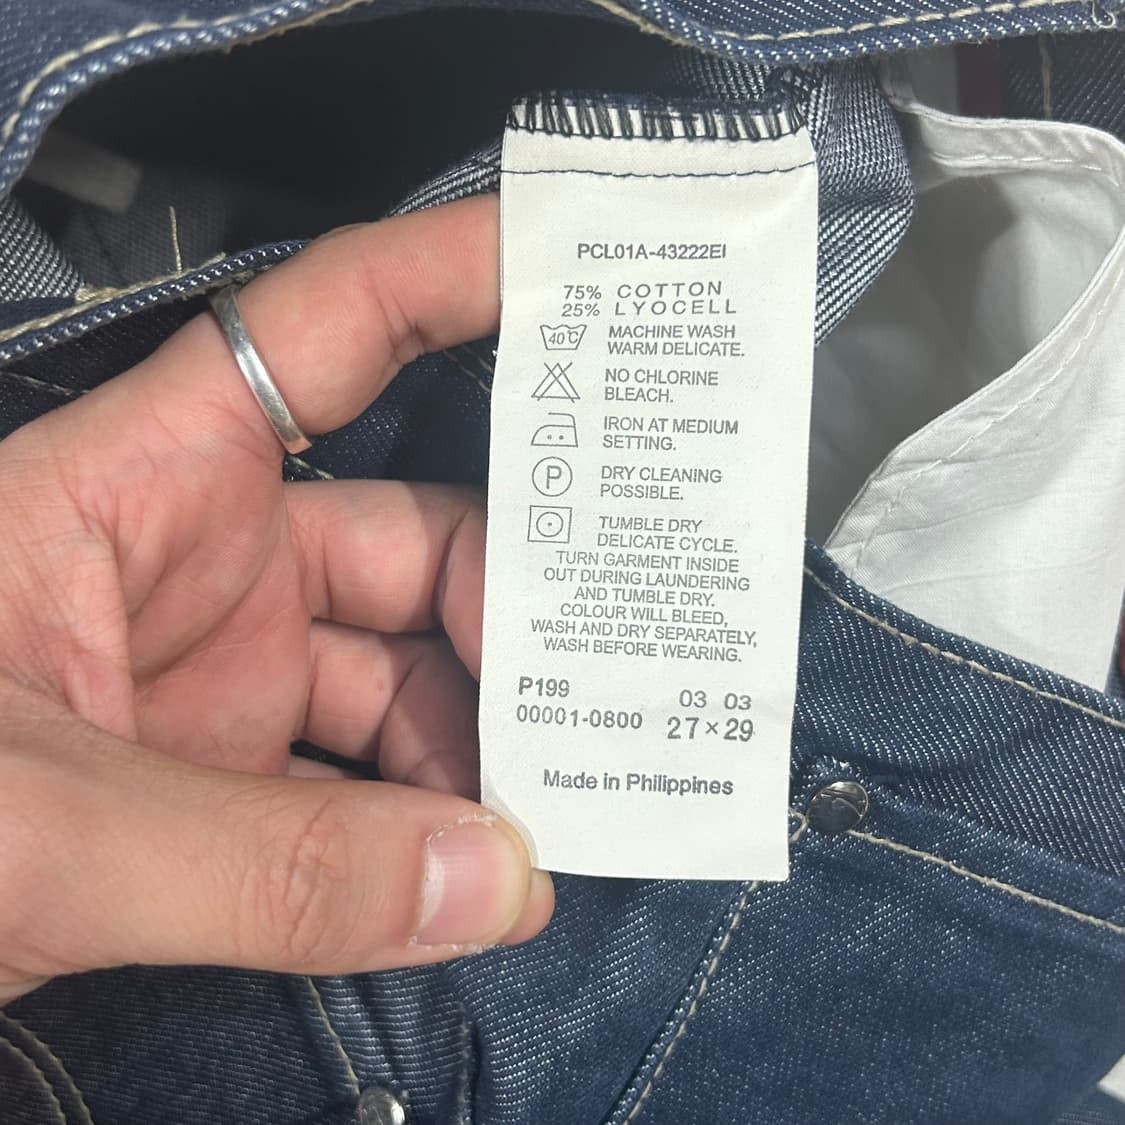 PCL01A-43222EI
75% COTTON
25% LYOCELL
40°C MACHINE WASH
WARM DELICATE.
NO CHLORINE
BLEACH.
IRON AT MEDIUM
SETTING.
P DRY CLEANING
POSSIBLE.
TUMBLE DRY
DELICATE CYCLE.
TURN GARMENT INSIDE
OUT DURING LAUNDERING
AND TUMBLE DRY.
COLOUR WILL BLEED,
WASH AND DRY SEPARATELY,
WASH BEFORE WEARING.
P199 03 03
00001-0800 27×29
Made in Philippines